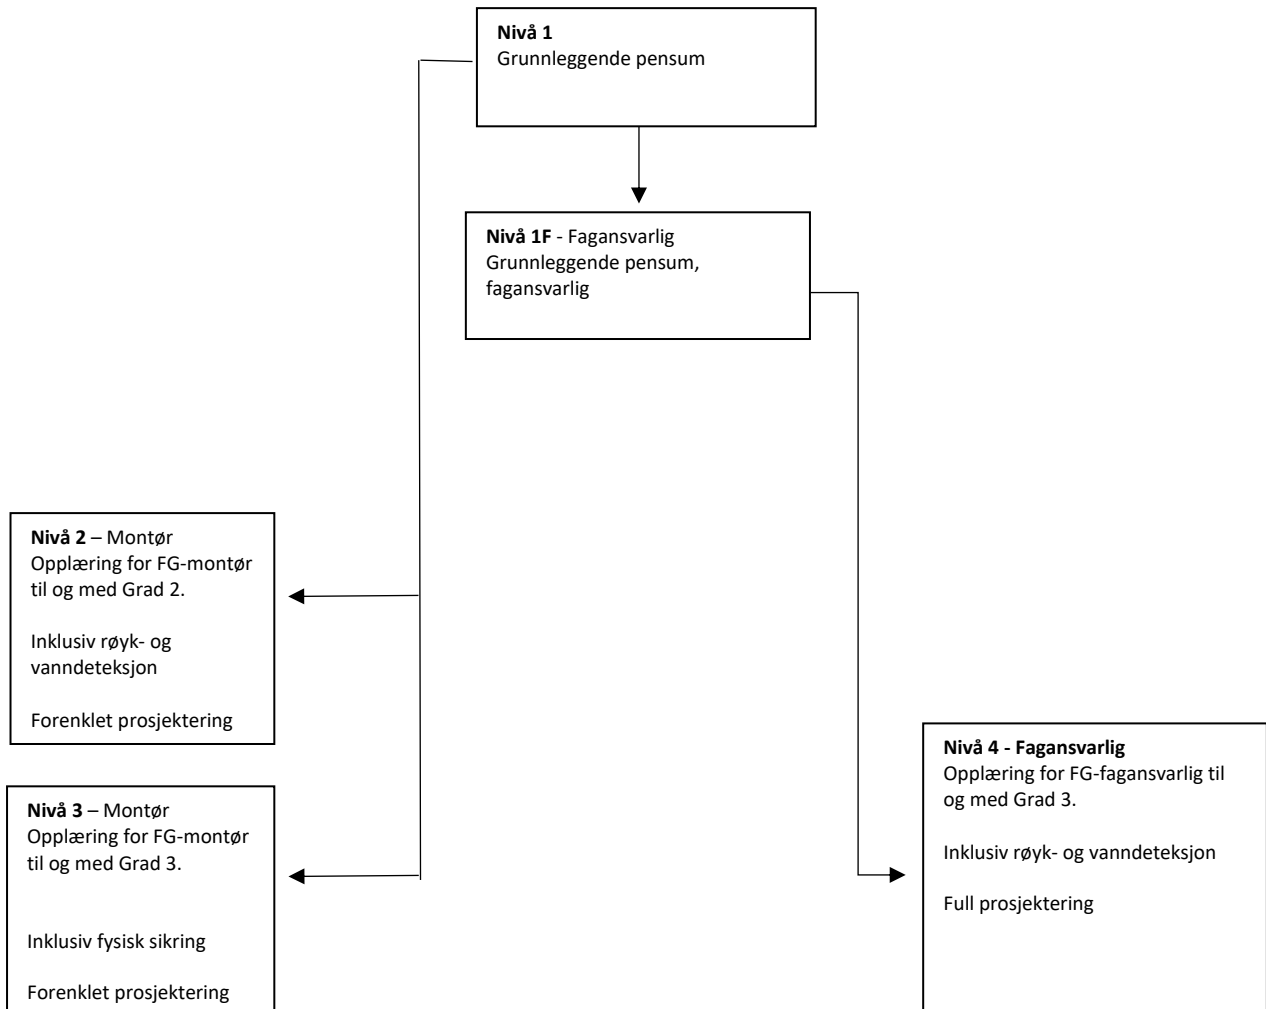 Nivå 1
Grunnleggende pensum
Nivå 1F - Fagansvarlig
Grunnleggende pensum,
fagansvarlig
Nivå 2 – Montør
Opplæring for FG-montør
til og med Grad 2.
Inklusiv røyk- og
vanndeteksjon
Forenklet prosjektering
Nivå 3 – Montør
Opplæring for FG-montør
til og med Grad 3.
Inklusiv fysisk sikring
Forenklet prosjektering
Nivå 4 - Fagansvarlig
Opplæring for FG-fagansvarlig til
og med Grad 3.
Inklusiv røyk- og vanndeteksjon
Full prosjektering